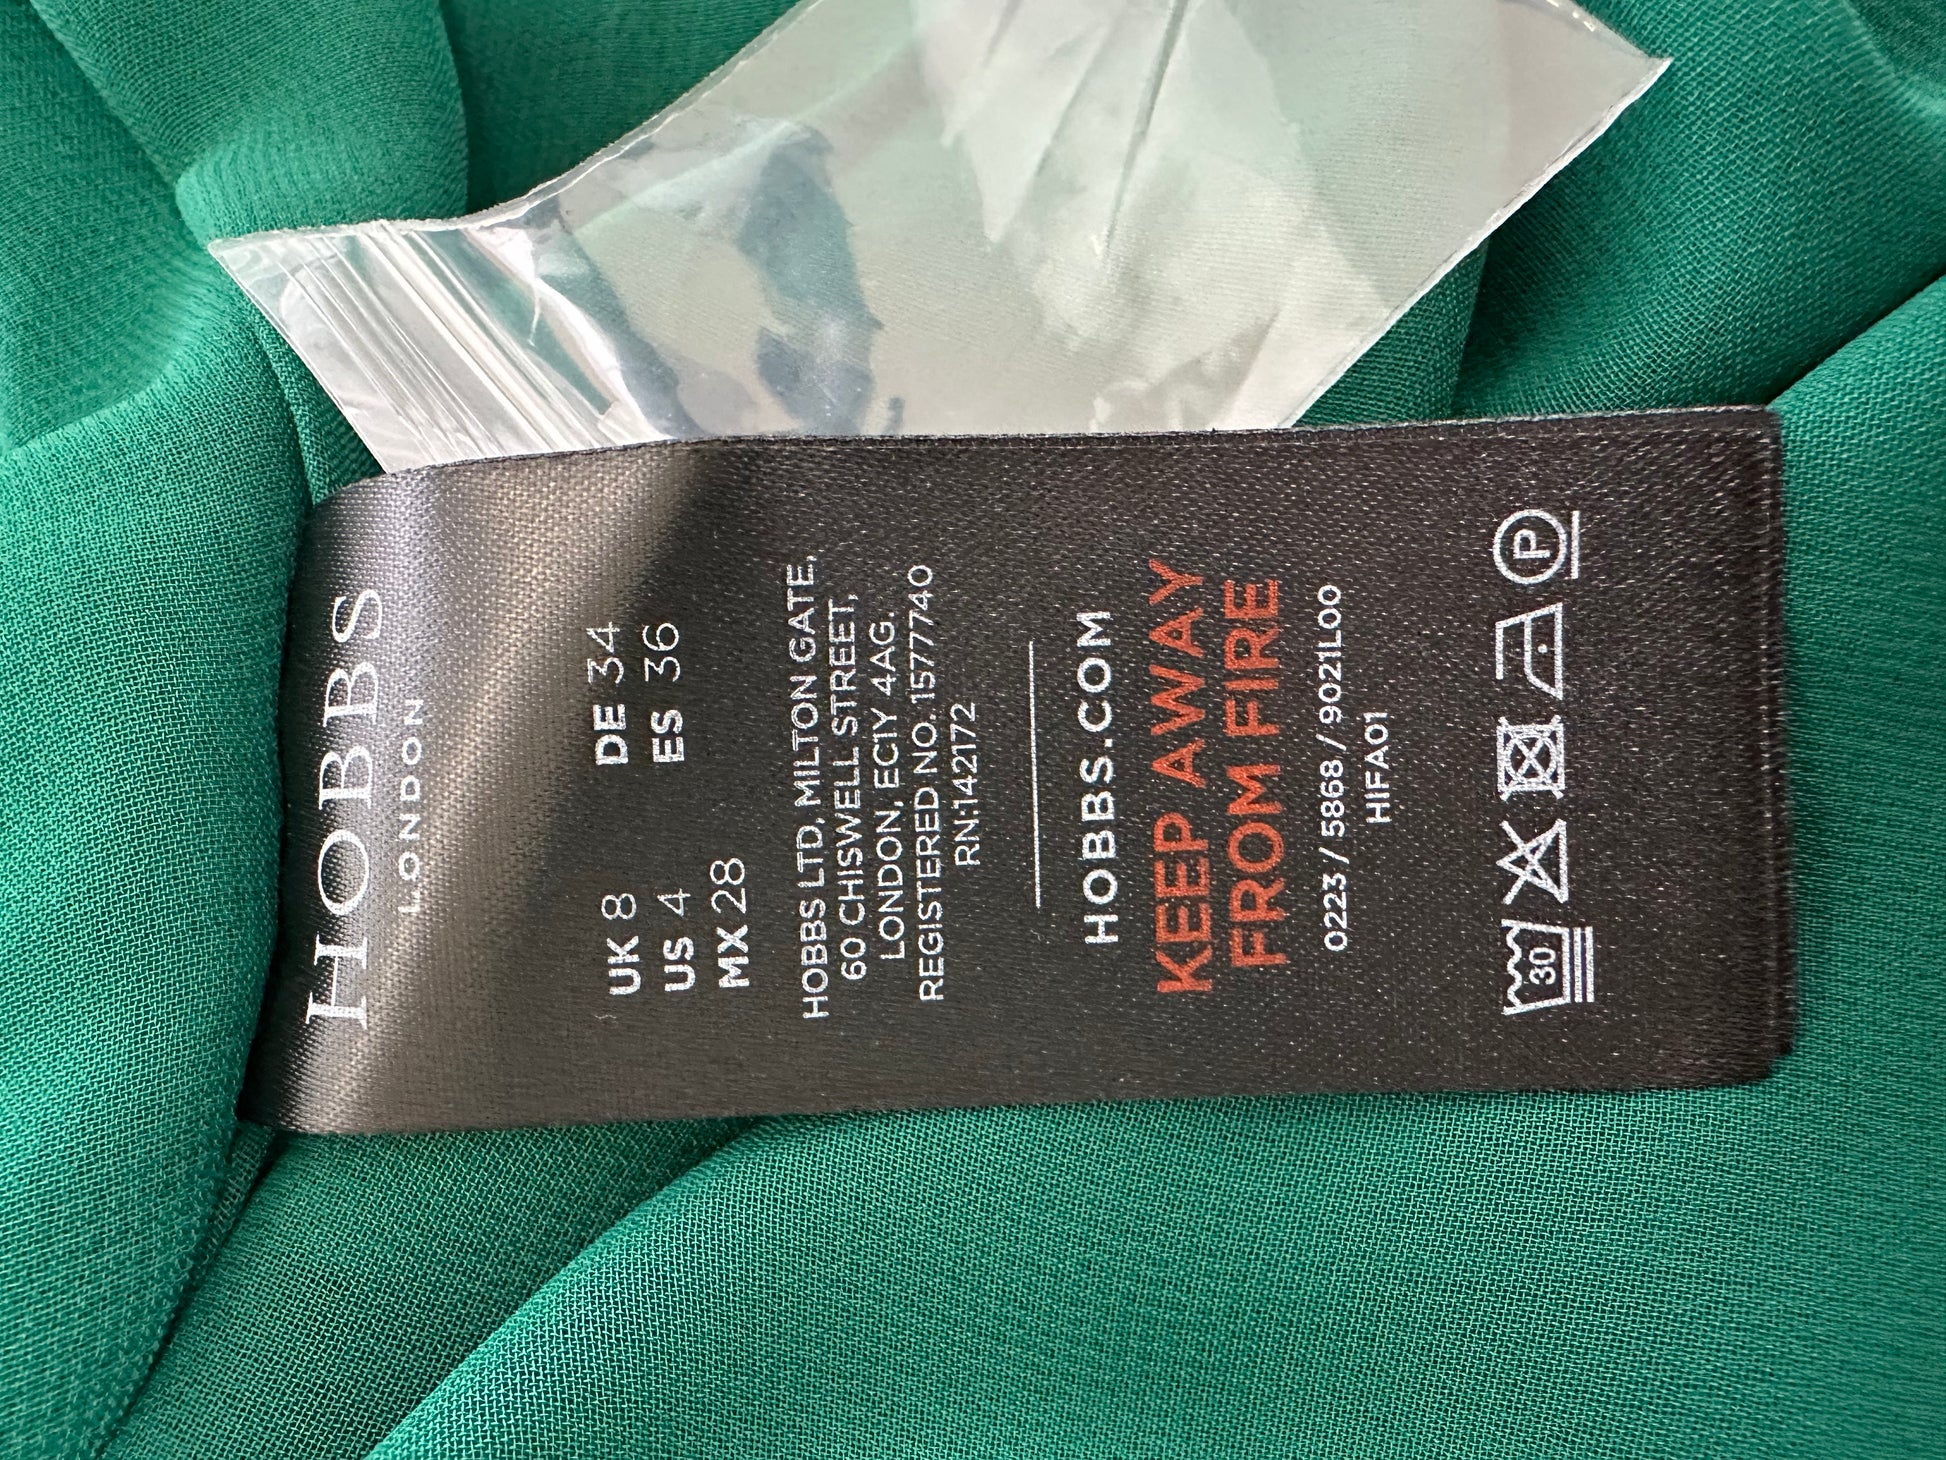 HOBBS
LONDON
UK 8 DE 34
US 4 ES 36
MX 28
HOBBS LTD, MILTON GATE,
60 CHISWELL STREET,
LONDON, EC1Y 4AG.
REGISTERED NO. 1577740
RN:142172
HOBBS.COM
KEEP AWAY
FROM FIRE
0223 / 5868 / 9021L00
HIFA01
30 P